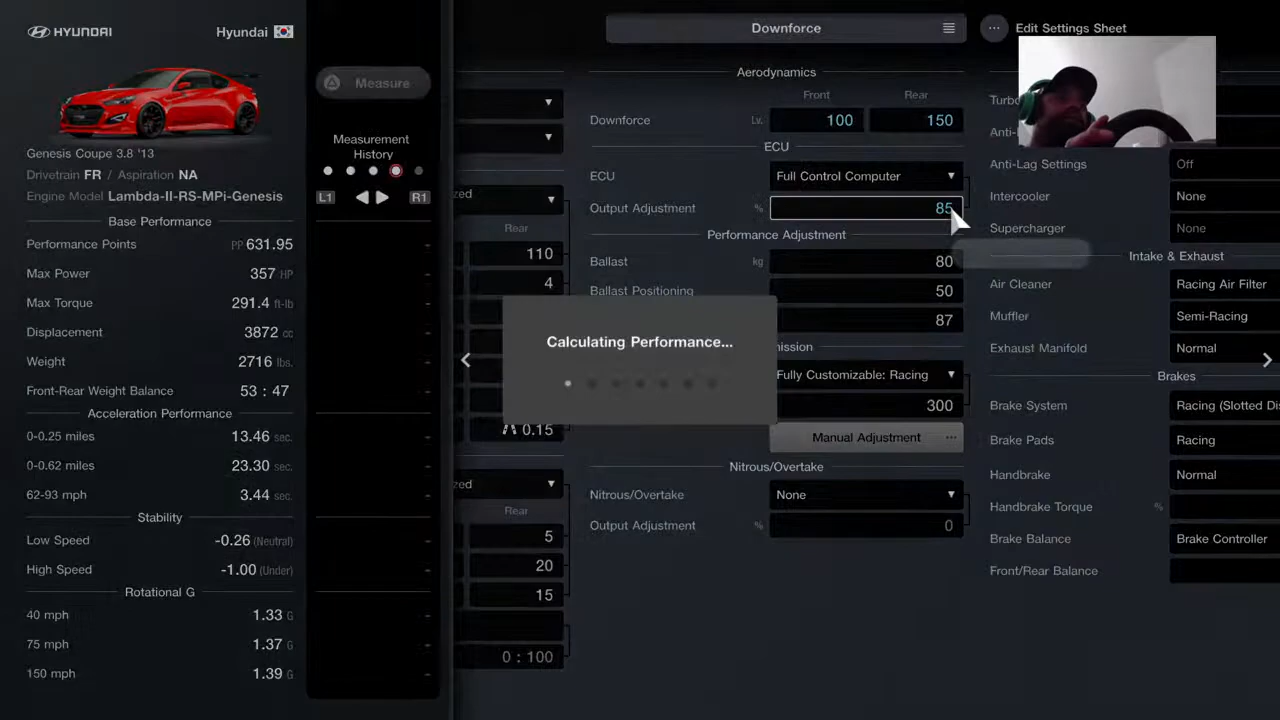 HYUNDAI
Hyundai
Genesis Coupe 3.8 '13
Drivetrain FR / Aspiration NA
Engine Model Lambda-II-RS-MPi-Genesis
Base Performance
Performance Points PP 631.95
Max Power 357 HP
Max Torque 291.4 ft-lb
Displacement 3872 cc
Weight 2716 lbs.
Front-Rear Weight Balance 53 : 47
Acceleration Performance
0-0.25 miles 13.46 sec.
0-0.62 miles 23.30 sec.
62-93 mph 3.44 sec.
Stability
Low Speed -0.26 (Neutral)
High Speed -1.00 (Under)
Rotational G
40 mph 1.33 G
75 mph 1.37 G
150 mph 1.39 G
Measure
Measurement
History
L1 R1
zed
Rear
110
4
0.15
zed
Rear
5
20
15
0 : 100
Downforce
Aerodynamics
Front Rear
Downforce Lv. 100 150
ECU
ECU Full Control Computer
Output Adjustment % 85
Performance Adjustment
Ballast kg 80
Ballast Positioning 50
87
Calculating Performance...
mission
Fully Customizable: Racing
300
Manual Adjustment
Nitrous/Overtake
Nitrous/Overtake None
Output Adjustment % 0
Edit Settings Sheet
Turbo
Anti-
Anti-Lag Settings Off
Intercooler None
Supercharger None
Intake & Exhaust
Air Cleaner Racing Air Filter
Muffler Semi-Racing
Exhaust Manifold Normal
Brakes
Brake System Racing (Slotted Di
Brake Pads Racing
Handbrake Normal
Handbrake Torque %
Brake Balance Brake Controller
Front/Rear Balance